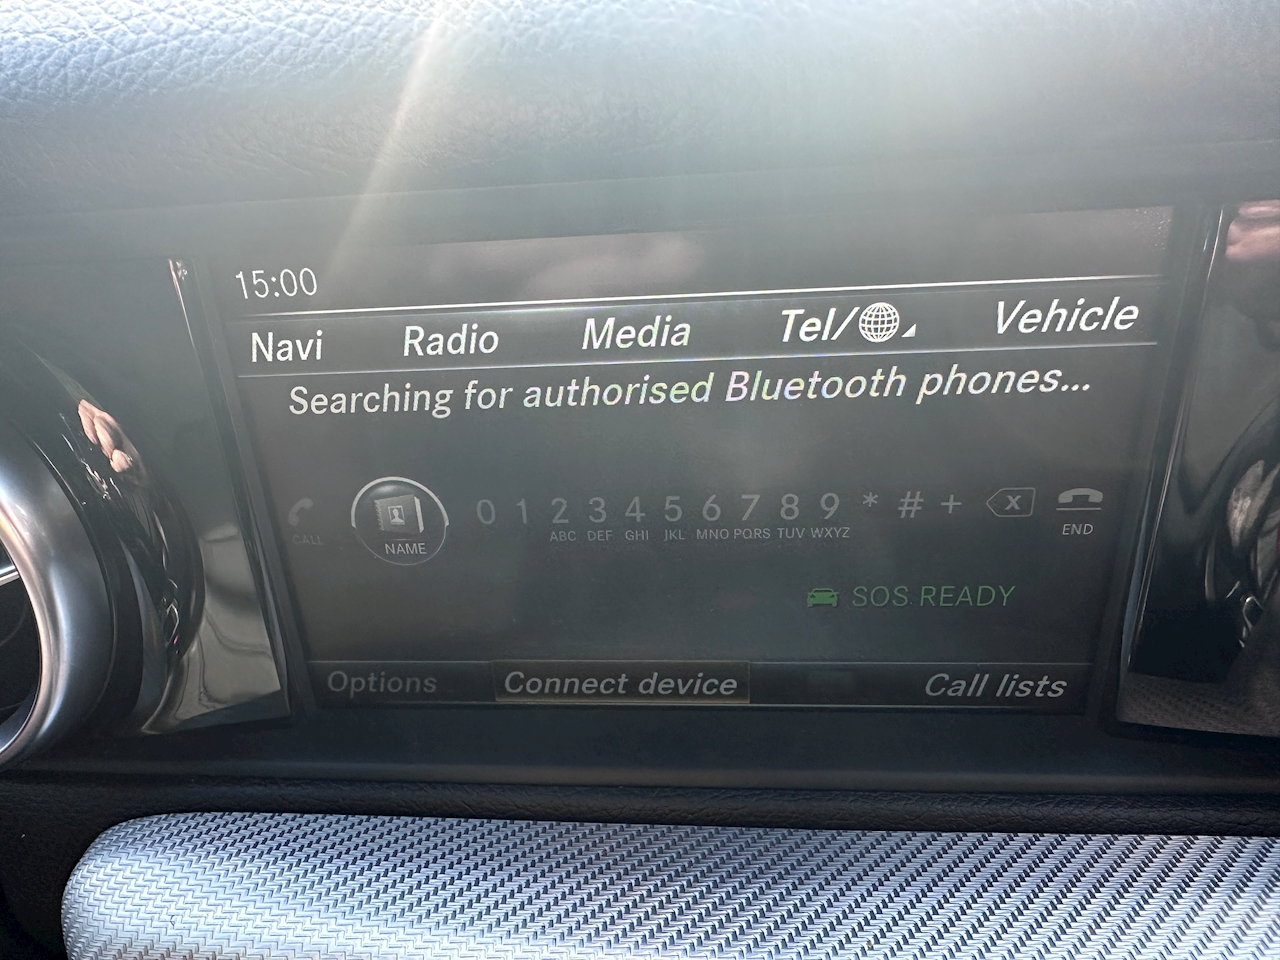 15:00
Navi Radio Media Tel/ Vehicle
Searching for authorised Bluetooth phones...
CALL NAME 0 1 2 3 4 5 6 7 8 9 * # + X END
ABC DEF GHI JKL MNO PQRS TUV WXYZ
SOS READY
Options Connect device Call lists